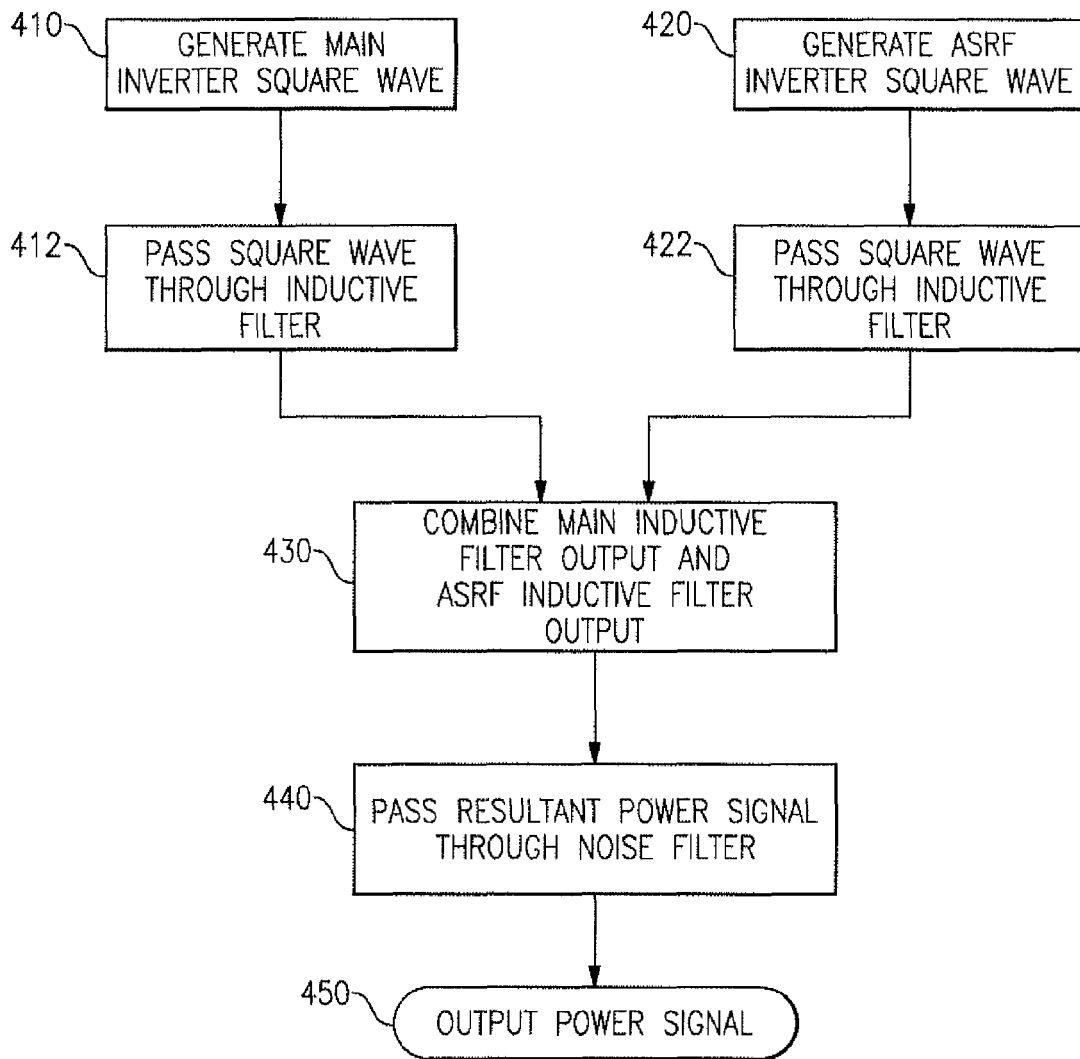 410
GENERATE MAIN
INVERTER SQUARE WAVE
420
GENERATE ASRF
INVERTER SQUARE WAVE
412
PASS SQUARE WAVE
THROUGH INDUCTIVE
FILTER
422
PASS SQUARE WAVE
THROUGH INDUCTIVE
FILTER
430
COMBINE MAIN INDUCTIVE
FILTER OUTPUT AND
ASRF INDUCTIVE FILTER
OUTPUT
440
PASS RESULTANT POWER SIGNAL
THROUGH NOISE FILTER
450
OUTPUT POWER SIGNAL